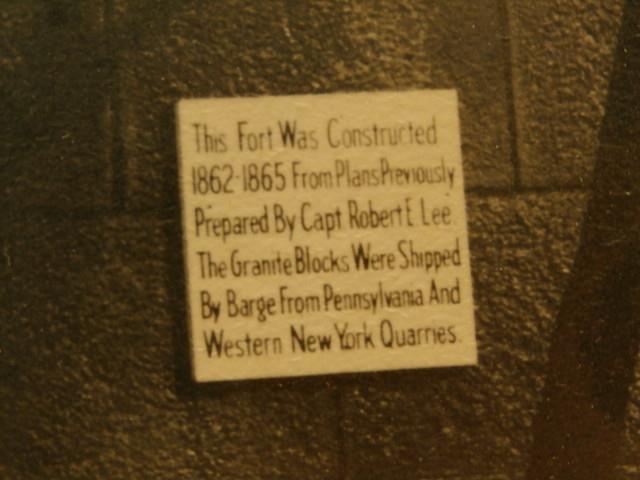 This Fort Was Constructed
1862-1865 From Plans Previously
Prepared By Capt Robert E Lee
The Granite Blocks Were Shipped
By Barge From Pennsylvania And
Western New York Quarries.